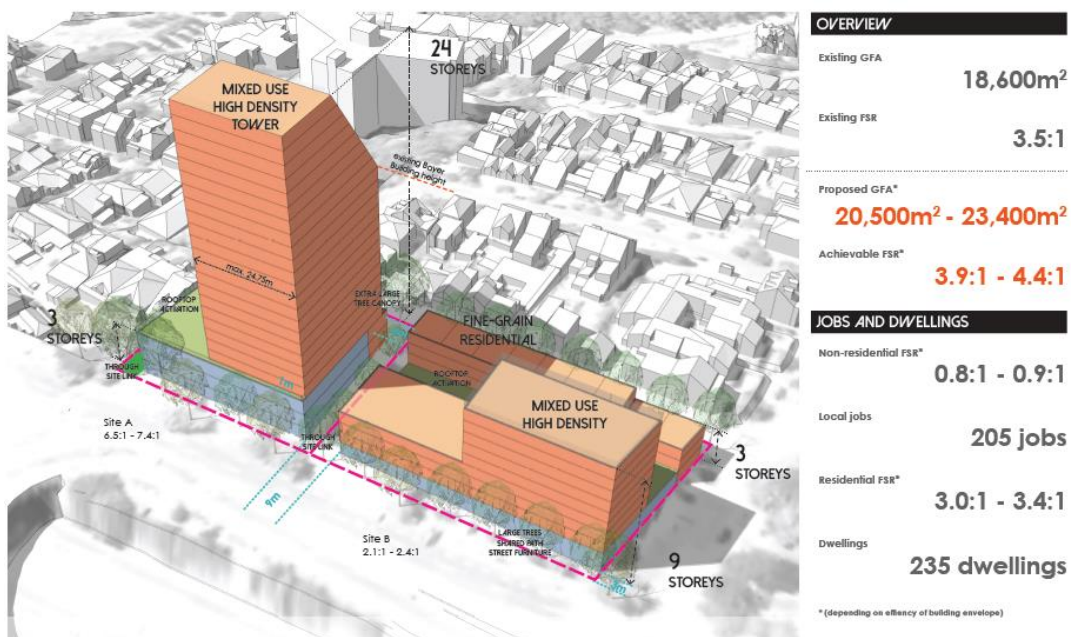 24
STOREYS
MIXED USE
HIGH DENSITY
TOWER
existing Bayer
Building height
max. 24.75m
ROOFTOP
ACTIVATION
EXTRA LARGE
TREE CANOPY
3
STOREYS
FINE-GRAIN
RESIDENTIAL
THROUGH
SITE LINK
ROOFTOP
ACTIVATION
MIXED USE
HIGH DENSITY
Site A
6.5:1 - 7.4:1
THROUGH
SITE LINK
3
STOREYS
9m
Site B
2.1:1 - 2.4:1
LARGE TREES
SHARED PATH
STREET FURNITURE
9
STOREYS
OVERVIEW
Existing GFA
18,600m²
Existing FSR
3.5:1
Proposed GFA*
20,500m² - 23,400m²
Achievable FSR*
3.9:1 - 4.4:1
JOBS AND DWELLINGS
Non-residential FSR*
0.8:1 - 0.9:1
Local jobs
205 jobs
Residential FSR*
3.0:1 - 3.4:1
Dwellings
235 dwellings
* (depending on effiency of building envelope)